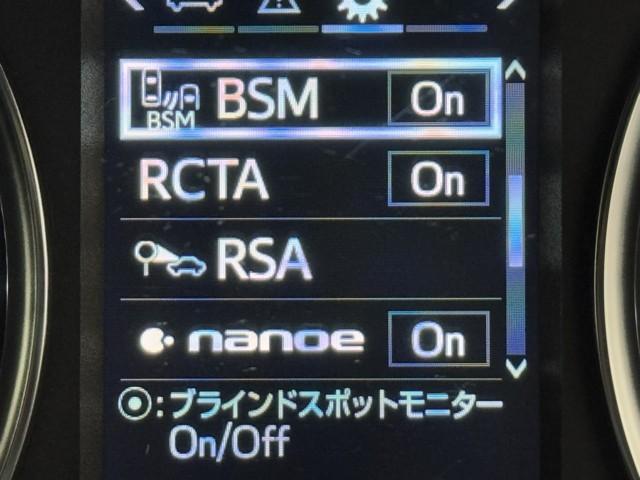 BSM BSM On
RCTA On
RSA
nanoe On
⦿:ブラインドスポットモニター
On/Off